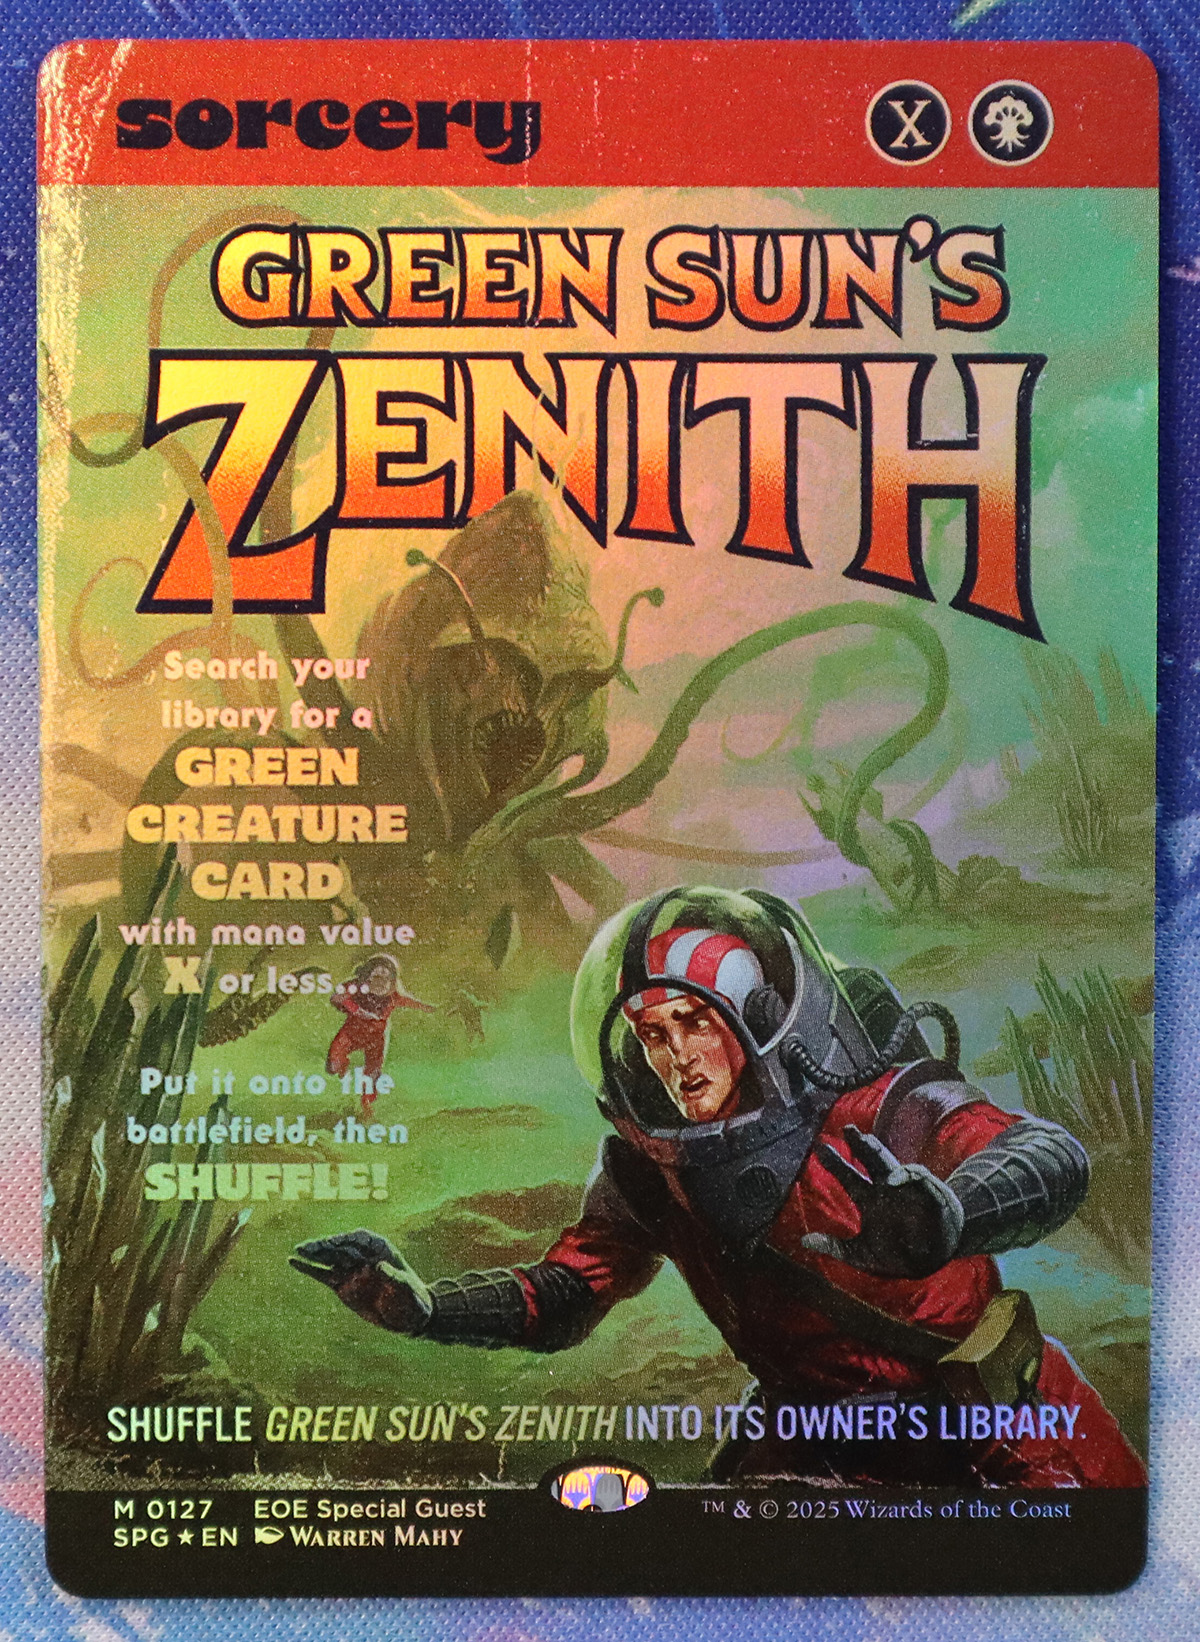 sorcery X
GREEN SUN'S
ZENITH
Search your
library for a
GREEN
CREATURE
CARD
with mana value
X or less...
Put it onto the
battlefield, then
SHUFFLE!
SHUFFLE GREEN SUN'S ZENITH INTO ITS OWNER'S LIBRARY.
M 0127 EOE Special Guest
SPG ★ EN WARREN MAHY
™ & © 2025 Wizards of the Coast